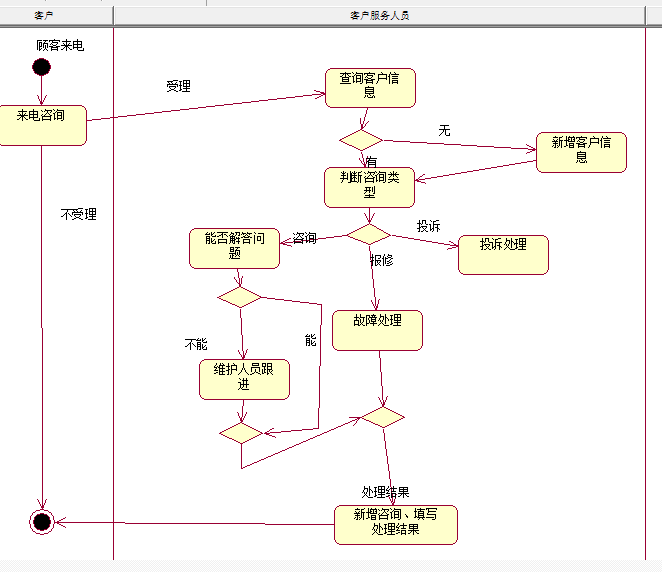 客户
客户服务人员
顾客来电
受理
查询客户信
息
来电咨询
无
新增客户信
息
有
判断咨询类
型
不受理
投诉
咨询
能否解答问
题
投诉处理
报修
故障处理
能
不能
维护人员跟
进
处理结果
新增咨询、填写
处理结果